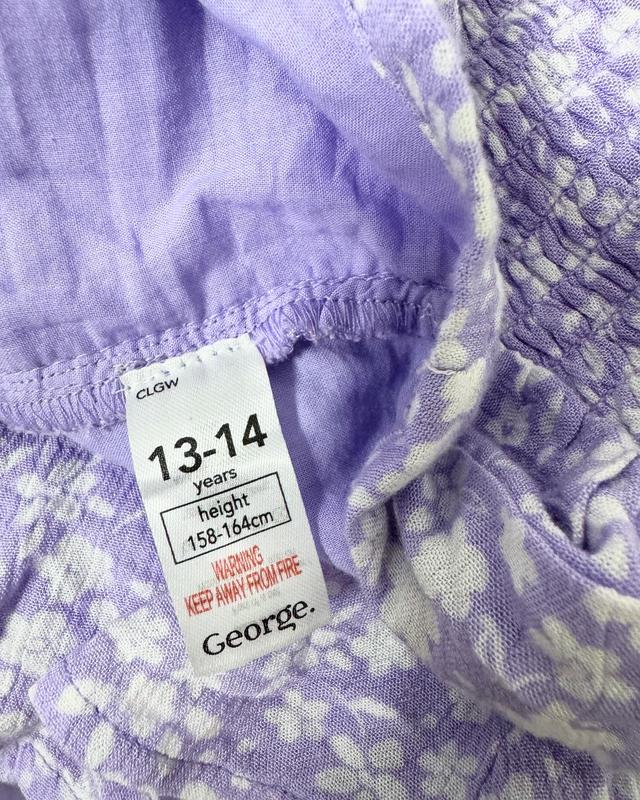 CLGW
13-14
years
height
158-164cm
WARNING
KEEP AWAY FROM FIRE
George.